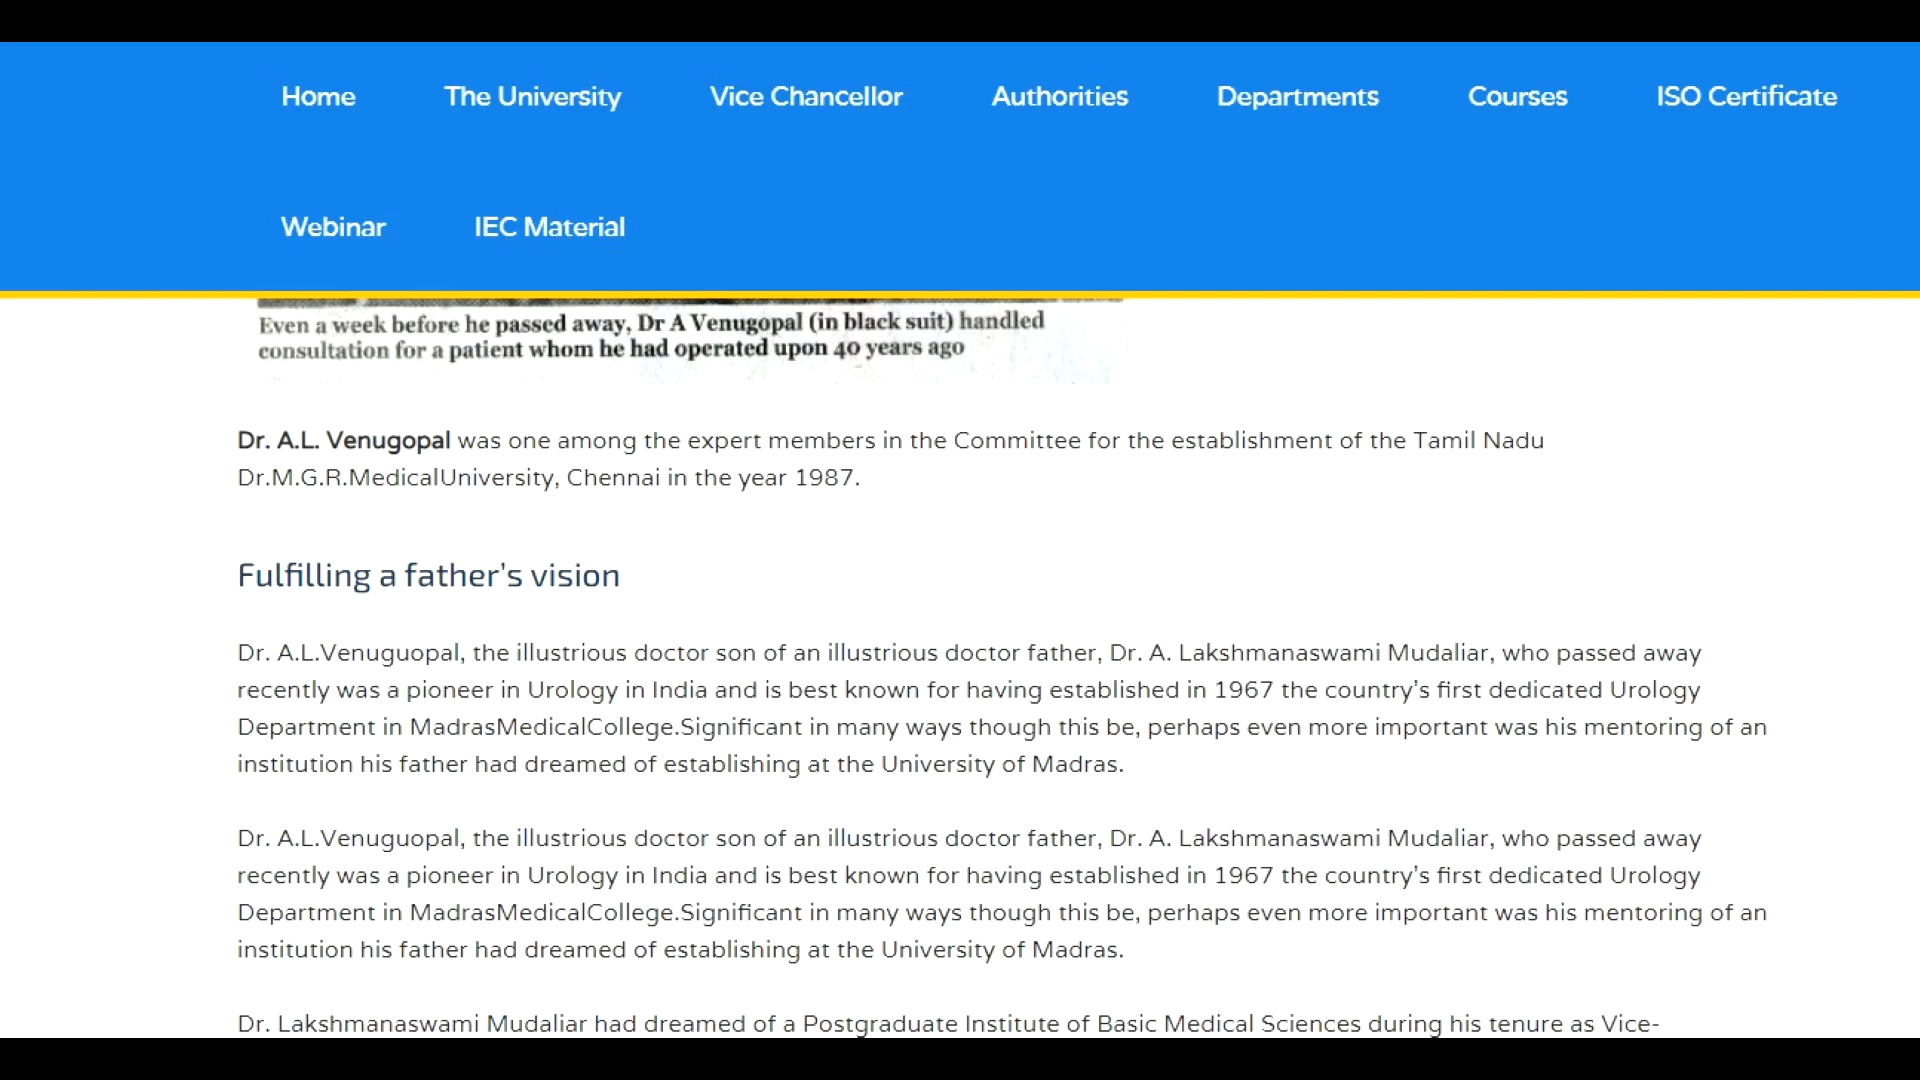 Home The University Vice Chancellor Authorities Departments Courses ISO Certificate
Webinar IEC Material
Even a week before he passed away, Dr A Venugopal (in black suit) handled
consultation for a patient whom he had operated upon 40 years ago
Dr. A.L. Venugopal was one among the expert members in the Committee for the establishment of the Tamil Nadu
Dr.M.G.R.MedicalUniversity, Chennai in the year 1987.
Fulfilling a father's vision
Dr. A.L.Venuguopal, the illustrious doctor son of an illustrious doctor father, Dr. A. Lakshmanaswami Mudaliar, who passed away
recently was a pioneer in Urology in India and is best known for having established in 1967 the country's first dedicated Urology
Department in MadrasMedicalCollege.Significant in many ways though this be, perhaps even more important was his mentoring of an
institution his father had dreamed of establishing at the University of Madras.
Dr. A.L.Venuguopal, the illustrious doctor son of an illustrious doctor father, Dr. A. Lakshmanaswami Mudaliar, who passed away
recently was a pioneer in Urology in India and is best known for having established in 1967 the country's first dedicated Urology
Department in MadrasMedicalCollege.Significant in many ways though this be, perhaps even more important was his mentoring of an
institution his father had dreamed of establishing at the University of Madras.
Dr. Lakshmanaswami Mudaliar had dreamed of a Postgraduate Institute of Basic Medical Sciences during his tenure as Vice-